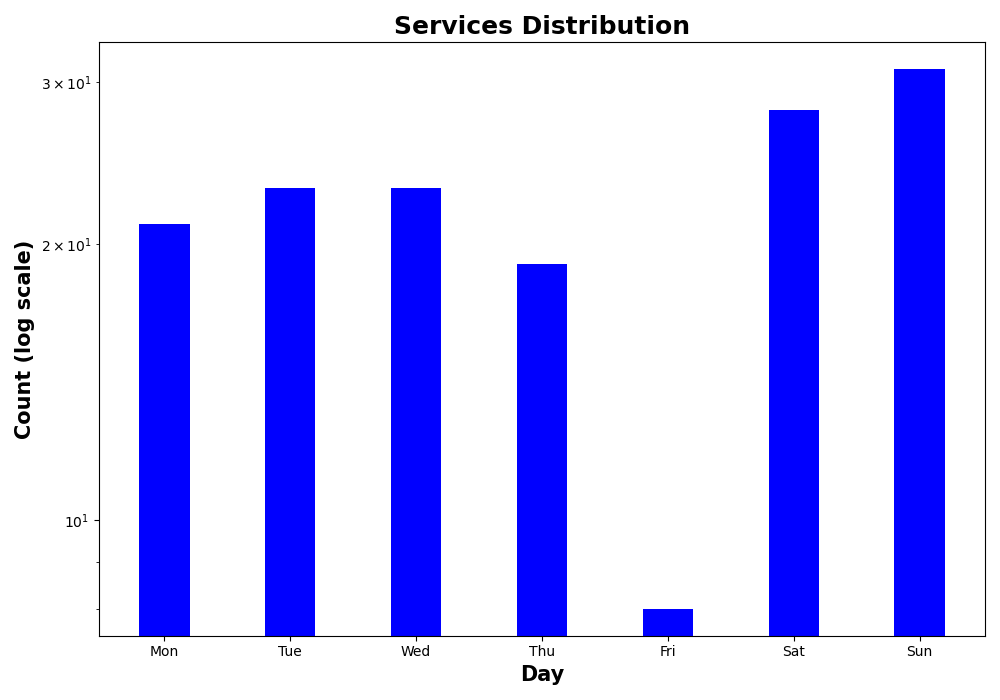 Services Distribution
Count (log scale)
3 × 10¹
2 × 10¹
10¹
Mon Tue Wed Thu Fri Sat Sun
Day